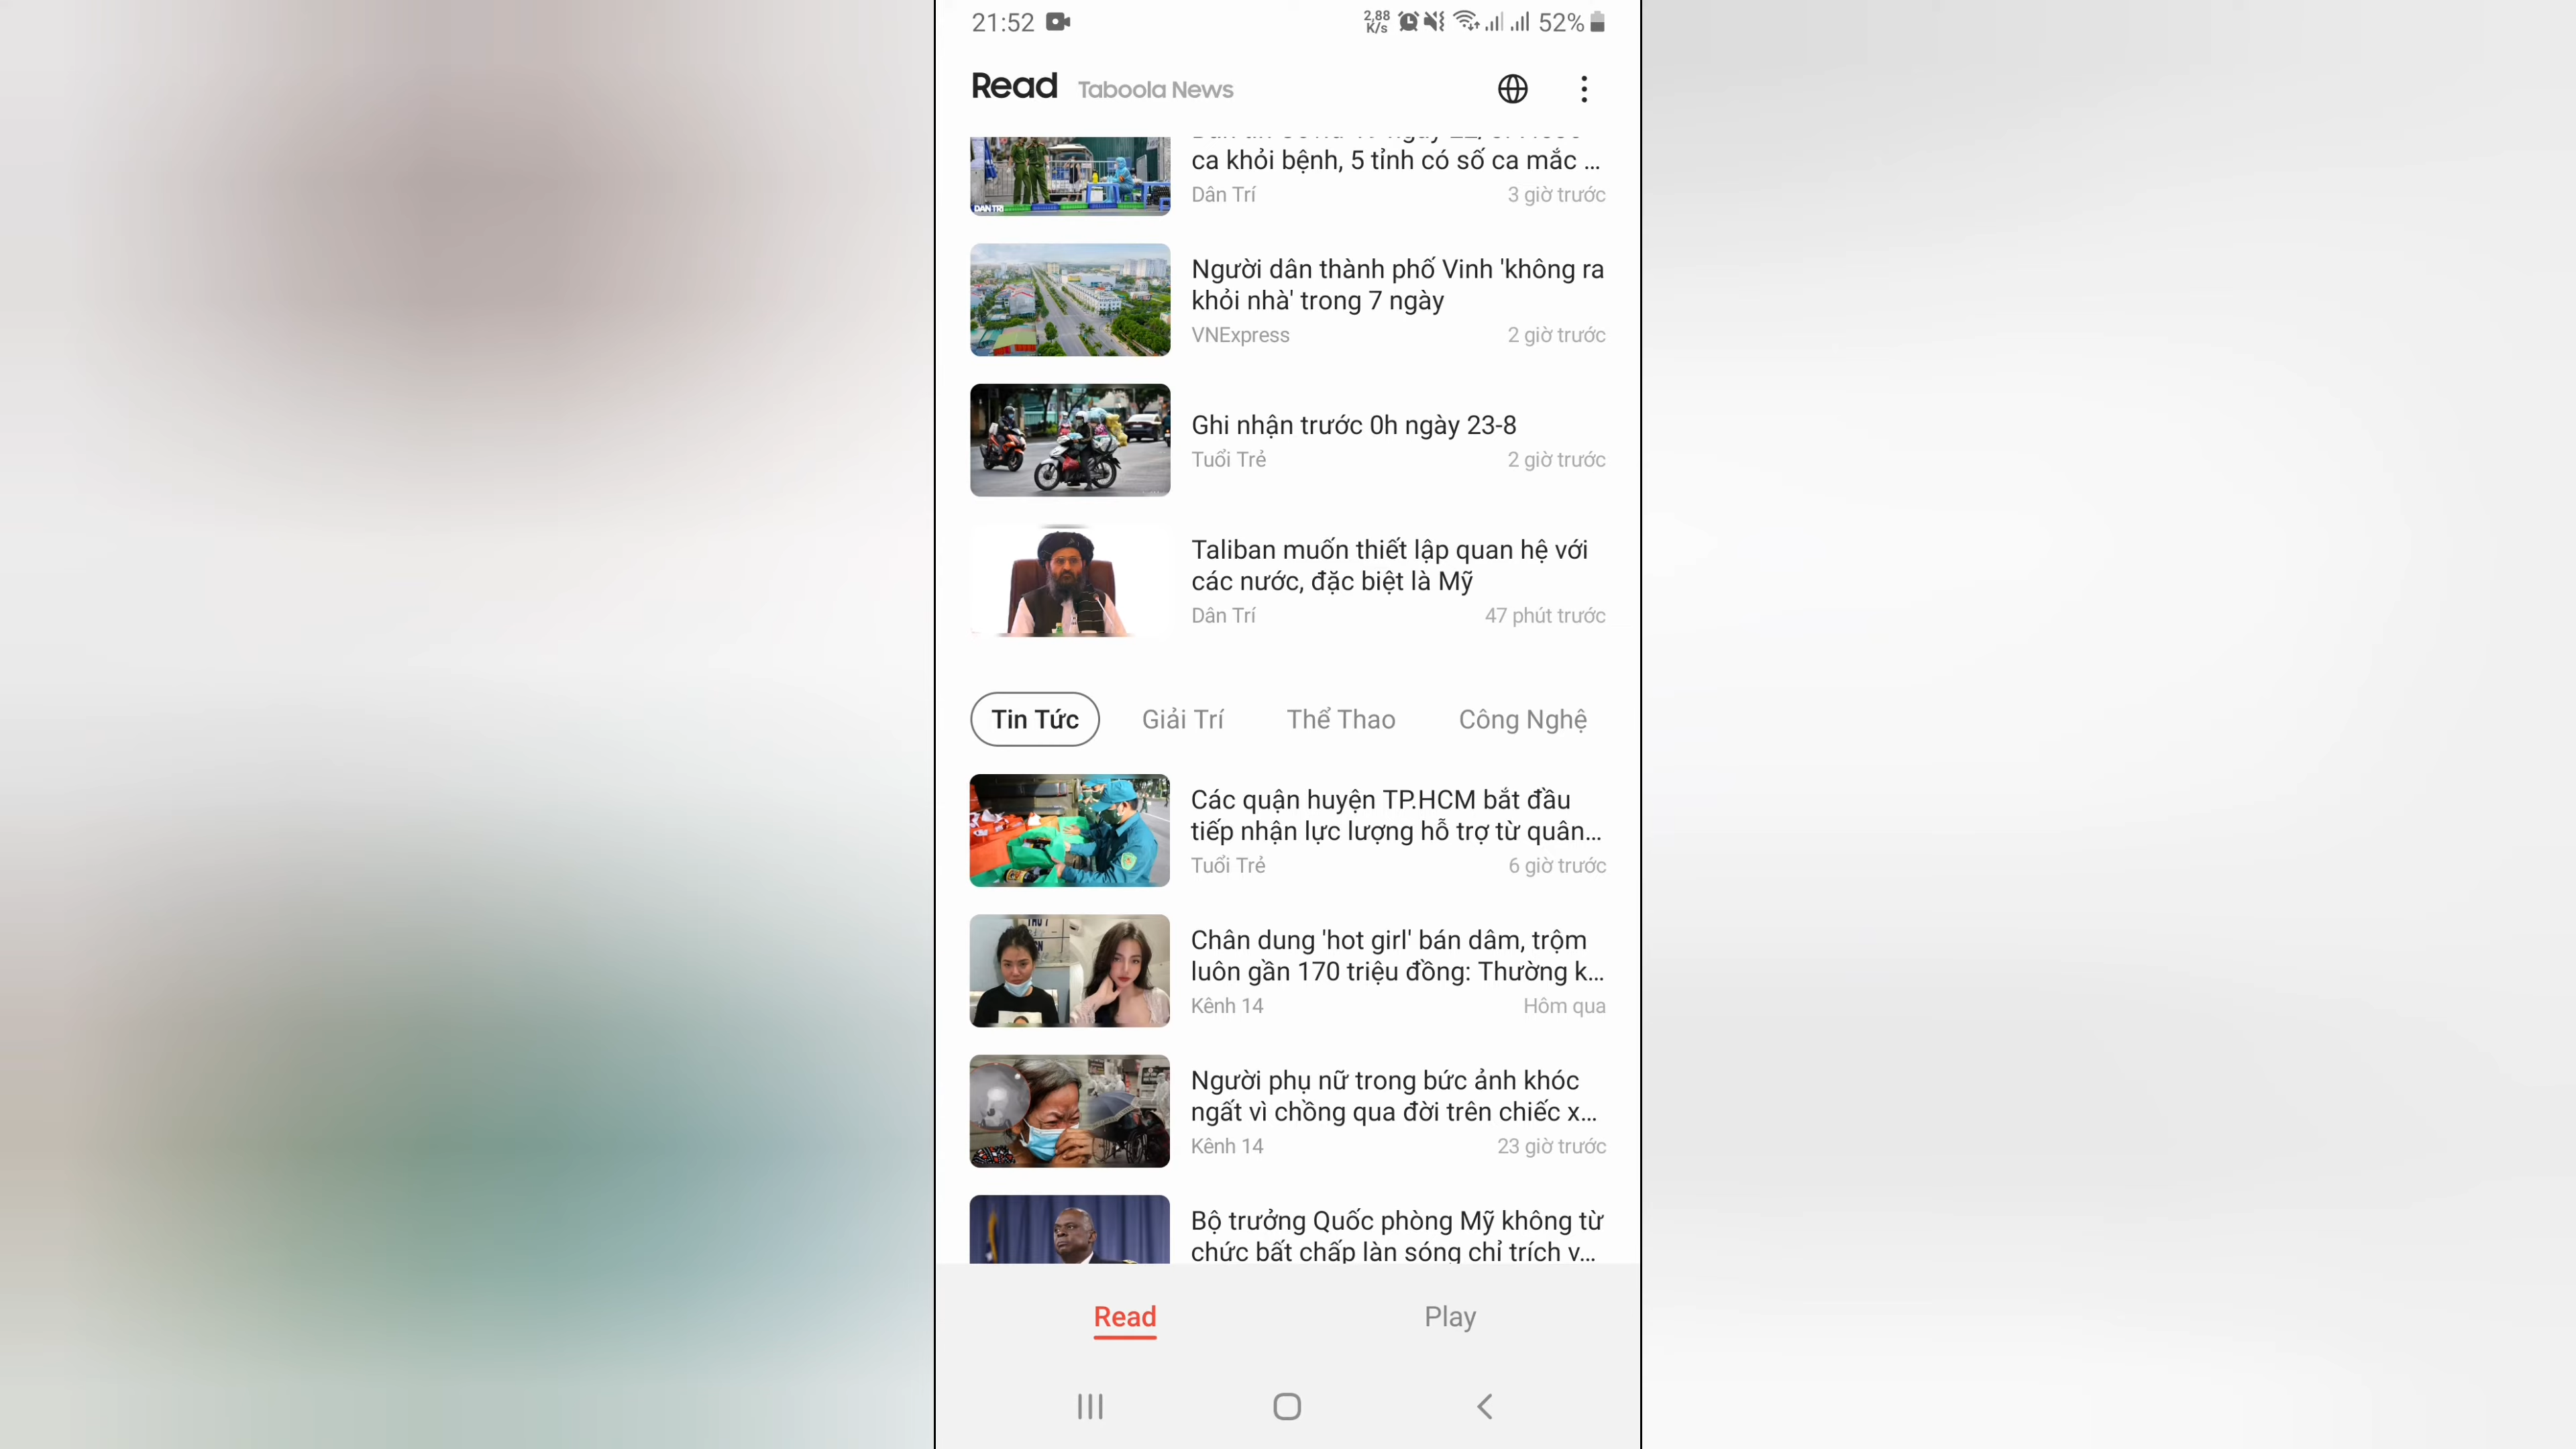 21:52
2,88
K/s
52%
Read Taboola News
ca khỏi bệnh, 5 tỉnh có số ca mắc ...
Dân Trí 3 giờ trước
DAN TRI
Người dân thành phố Vinh 'không ra
khỏi nhà' trong 7 ngày
VNExpress 2 giờ trước
Ghi nhận trước 0h ngày 23-8
Tuổi Trẻ 2 giờ trước
Taliban muốn thiết lập quan hệ với
các nước, đặc biệt là Mỹ
Dân Trí 47 phút trước
Tin Tức Giải Trí Thể Thao Công Nghệ
Các quận huyện TP.HCM bắt đầu
tiếp nhận lực lượng hỗ trợ từ quân...
Tuổi Trẻ 6 giờ trước
Chân dung 'hot girl' bán dâm, trộm
luôn gần 170 triệu đồng: Thường k...
Kênh 14 Hôm qua
Người phụ nữ trong bức ảnh khóc
ngất vì chồng qua đời trên chiếc x...
Kênh 14 23 giờ trước
Bộ trưởng Quốc phòng Mỹ không từ
chức bất chấp làn sóng chỉ trích v...
Read Play